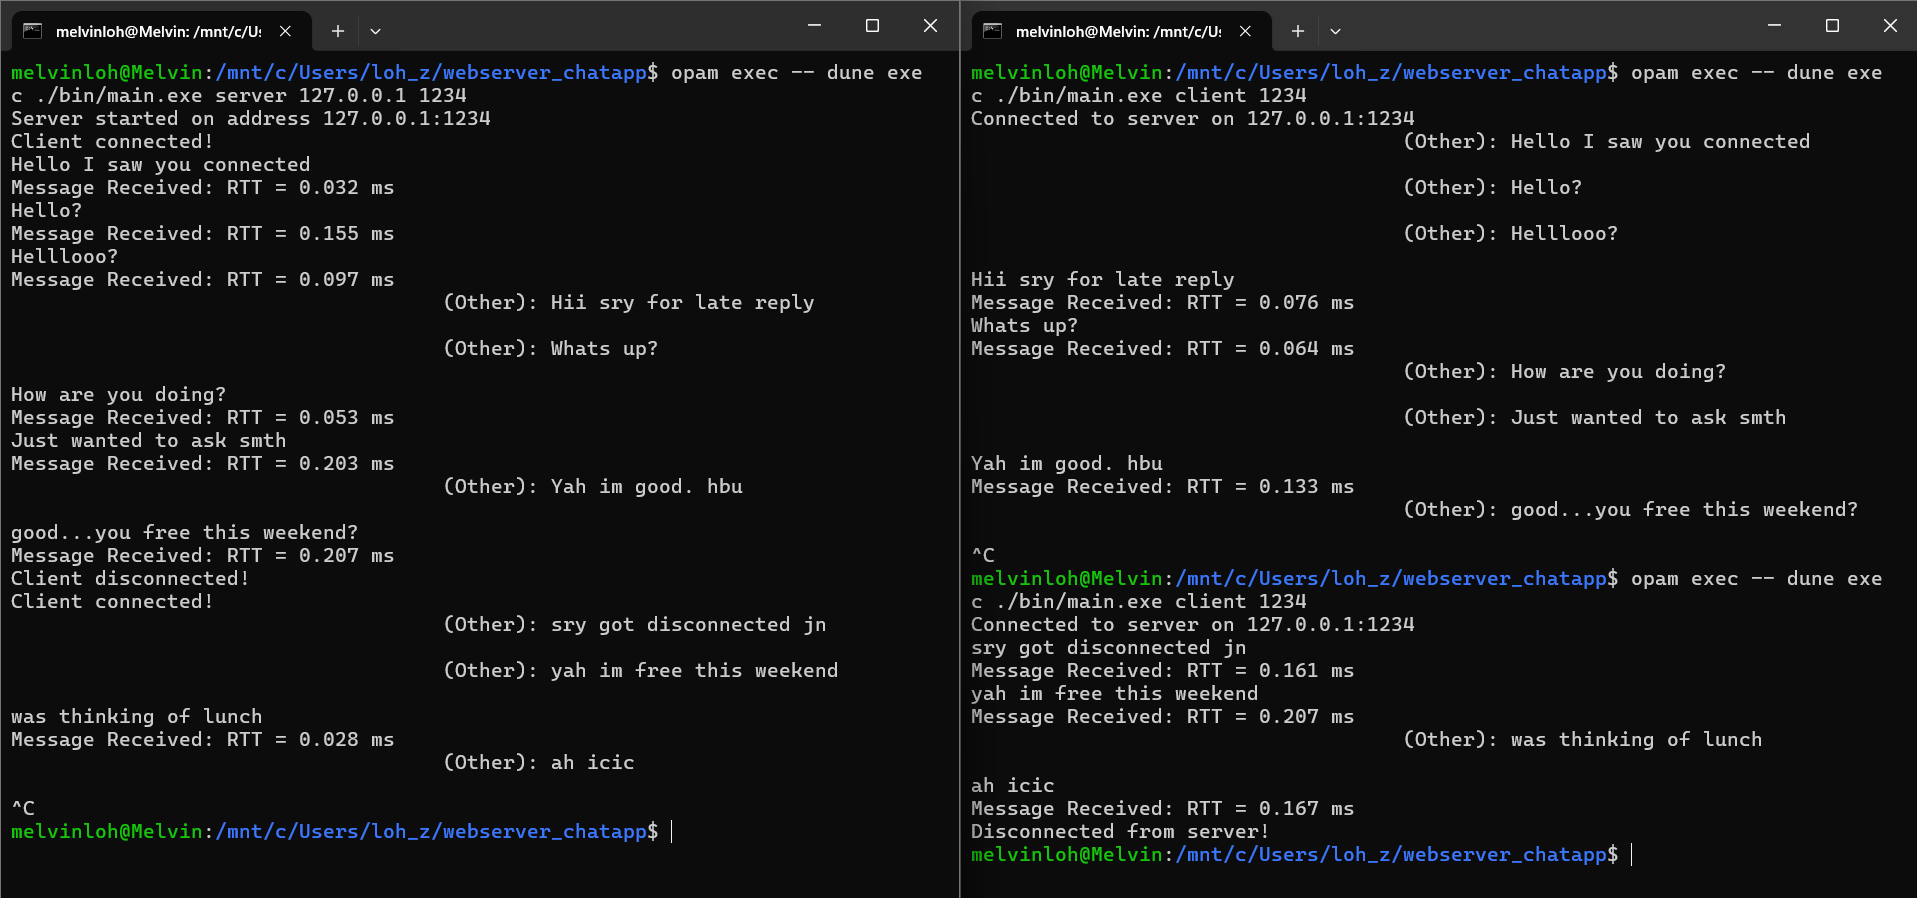 melvinloh@Melvin: /mnt/c/Us
melvinloh@Melvin:/mnt/c/Users/loh_z/webserver_chatapp$ opam exec -- dune exe
c ./bin/main.exe server 127.0.0.1 1234
Server started on address 127.0.0.1:1234
Client connected!
Hello I saw you connected
Message Received: RTT = 0.032 ms
Hello?
Message Received: RTT = 0.155 ms
Helllooo?
Message Received: RTT = 0.097 ms
(Other): Hii sry for late reply
(Other): Whats up?
How are you doing?
Message Received: RTT = 0.053 ms
Just wanted to ask smth
Message Received: RTT = 0.203 ms
(Other): Yah im good. hbu
good...you free this weekend?
Message Received: RTT = 0.207 ms
Client disconnected!
Client connected!
(Other): sry got disconnected jn
(Other): yah im free this weekend
was thinking of lunch
Message Received: RTT = 0.028 ms
(Other): ah icic
^C
melvinloh@Melvin:/mnt/c/Users/loh_z/webserver_chatapp$
melvinloh@Melvin: /mnt/c/Us
melvinloh@Melvin:/mnt/c/Users/loh_z/webserver_chatapp$ opam exec -- dune exe
c ./bin/main.exe client 1234
Connected to server on 127.0.0.1:1234
(Other): Hello I saw you connected
(Other): Hello?
(Other): Helllooo?
Hii sry for late reply
Message Received: RTT = 0.076 ms
Whats up?
Message Received: RTT = 0.064 ms
(Other): How are you doing?
(Other): Just wanted to ask smth
Yah im good. hbu
Message Received: RTT = 0.133 ms
(Other): good...you free this weekend?
^C
melvinloh@Melvin:/mnt/c/Users/loh_z/webserver_chatapp$ opam exec -- dune exe
c ./bin/main.exe client 1234
Connected to server on 127.0.0.1:1234
sry got disconnected jn
Message Received: RTT = 0.161 ms
yah im free this weekend
Message Received: RTT = 0.207 ms
(Other): was thinking of lunch
ah icic
Message Received: RTT = 0.167 ms
Disconnected from server!
melvinloh@Melvin:/mnt/c/Users/loh_z/webserver_chatapp$